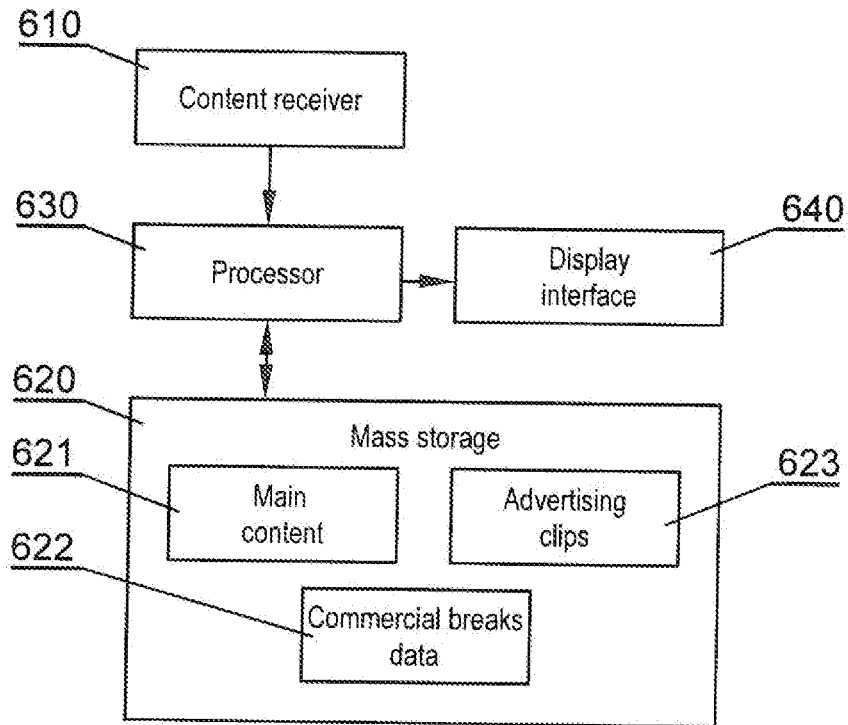 610
Content receiver
630
Processor
640
Display
interface
620
Mass storage
621
Main
content
623
Advertising
clips
622
Commercial breaks
data